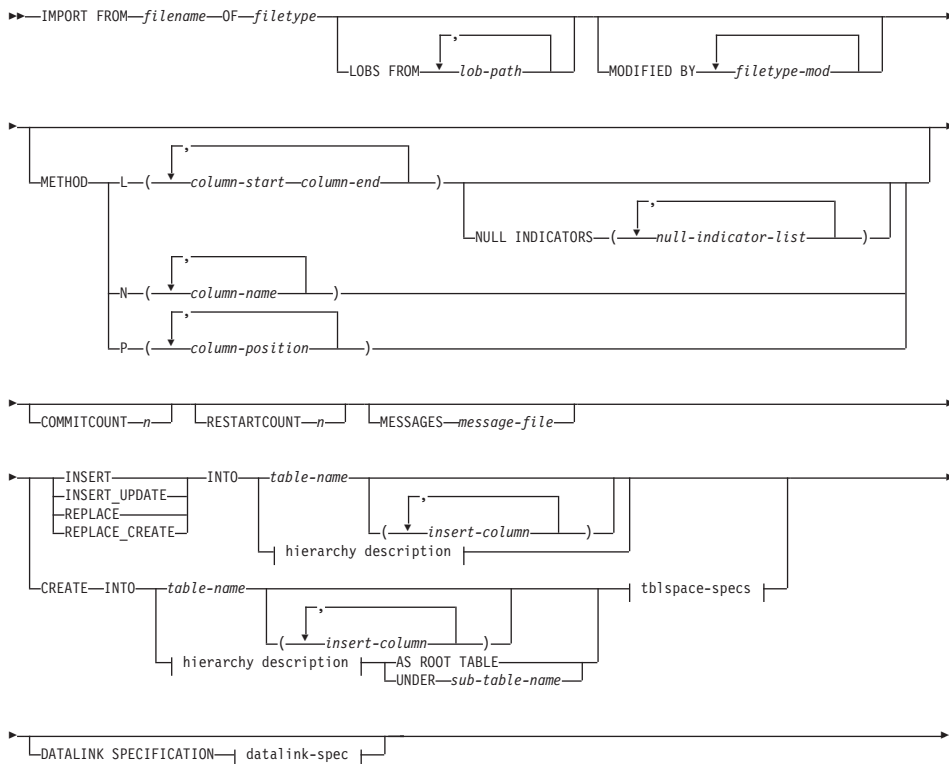 IMPORT FROM filename OF filetype
,
,
LOBS FROM lob-path
MODIFIED BY filetype-mod
,
METHOD L ( column-start column-end )
,
NULL INDICATORS ( null-indicator-list )
,
N ( column-name )
,
P ( column-position )
COMMITCOUNT n
RESTARTCOUNT n
MESSAGES message-file
INSERT INTO table-name
INSERT_UPDATE
REPLACE
REPLACE_CREATE
,
( insert-column )
hierarchy description
CREATE INTO table-name tblspace-specs
,
( insert-column )
hierarchy description AS ROOT TABLE
UNDER sub-table-name
DATALINK SPECIFICATION datalink-spec